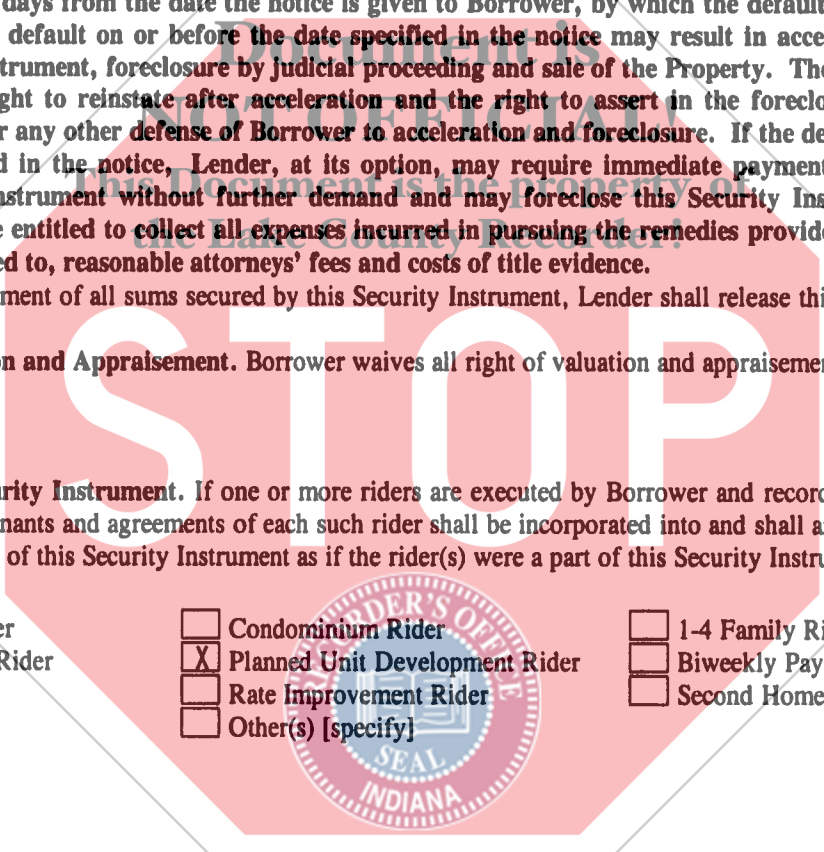 days from the date the notice is given to Borrower, by which the default
default on or before the date specified in the notice may result in acce
trument, foreclosure by judicial proceeding and sale of the Property. The
ght to reinstate after acceleration and the right to assert in the foreclo
r any other defense of Borrower to acceleration and foreclosure. If the de
d in the notice, Lender, at its option, may require immediate payment
nstrument without further demand and may foreclose this Security Ins
e entitled to collect all expenses incurred in pursuing the remedies provide
ed to, reasonable attorneys' fees and costs of title evidence.
ment of all sums secured by this Security Instrument, Lender shall release thi
on and Appraisement. Borrower waives all right of valuation and appraisemen
urity Instrument. If one or more riders are executed by Borrower and record
nants and agreements of each such rider shall be incorporated into and shall a
of this Security Instrument as if the rider(s) were a part of this Security Instru
er
Condominium Rider
1-4 Family Ri
Rider
X Planned Unit Development Rider
Biweekly Pay
Rate Improvement Rider
Second Home
Other(s) [specify]
Document is
NOT OFFICIAL!
This Document is the property of
the Lake County Recorder!
STOP
RECORDER'S OFFICE
SEAL
INDIANA